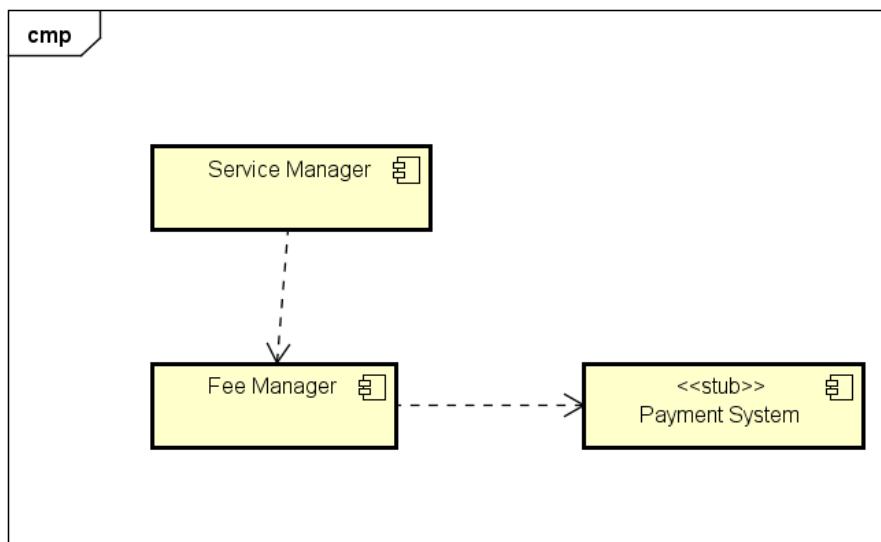 cmp
Service Manager
Fee Manager
<<stub>>
Payment System